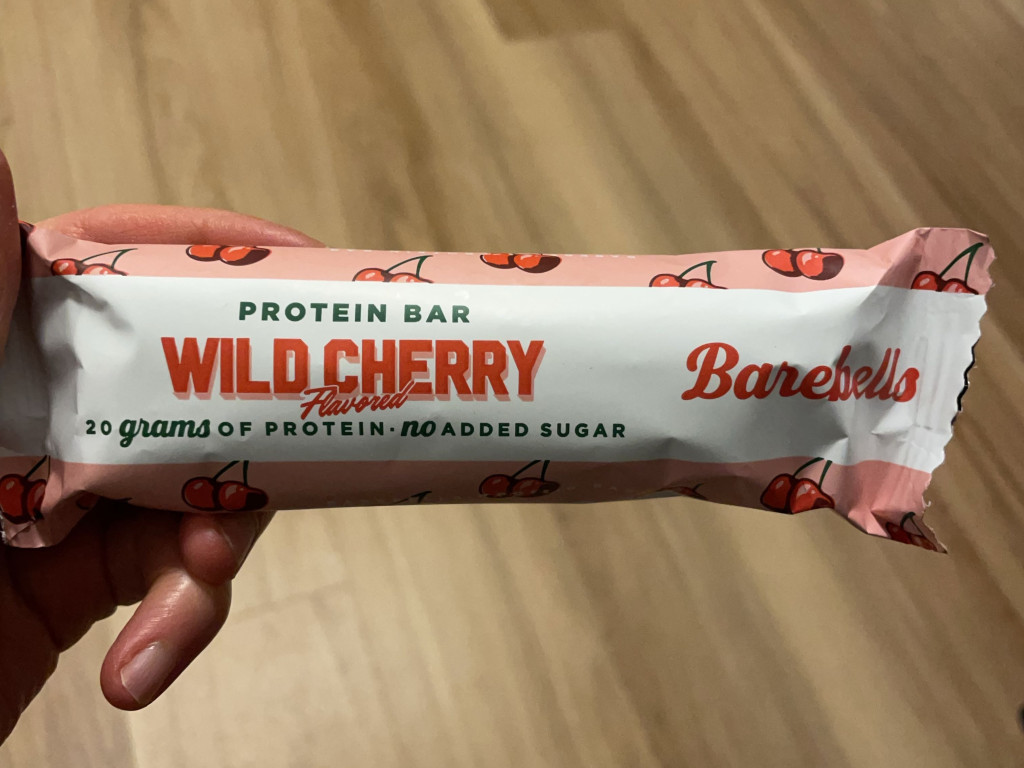 PROTEIN BAR
WILD CHERRY
Flavored
20 grams OF PROTEIN · no ADDED SUGAR
Barebells